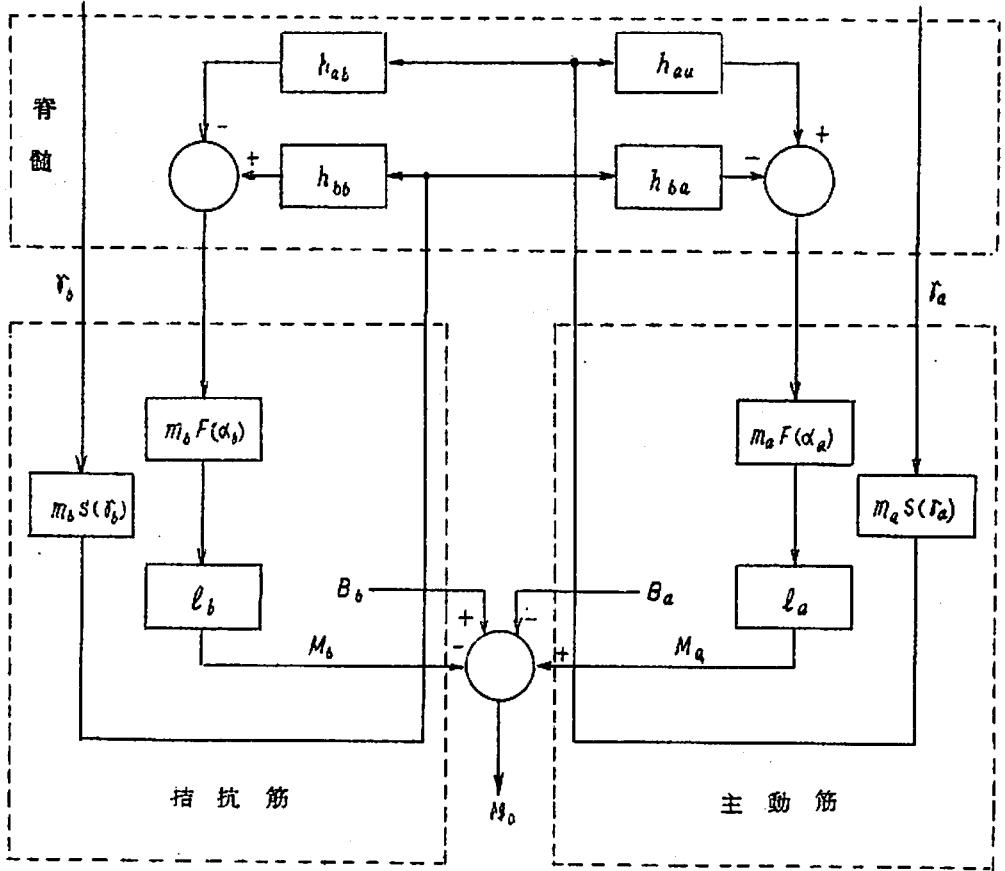 脊髄
h_ab
h_aa
h_bb
h_ba
-
+
+
-
γ_b
γ_a
m_b F(α_b)
m_a F(α_a)
m_b S(γ_b)
m_a S(γ_a)
l_b
l_a
B_b
B_a
+
-
-
+
M_b
M_a
M_0
拮抗筋
主動筋